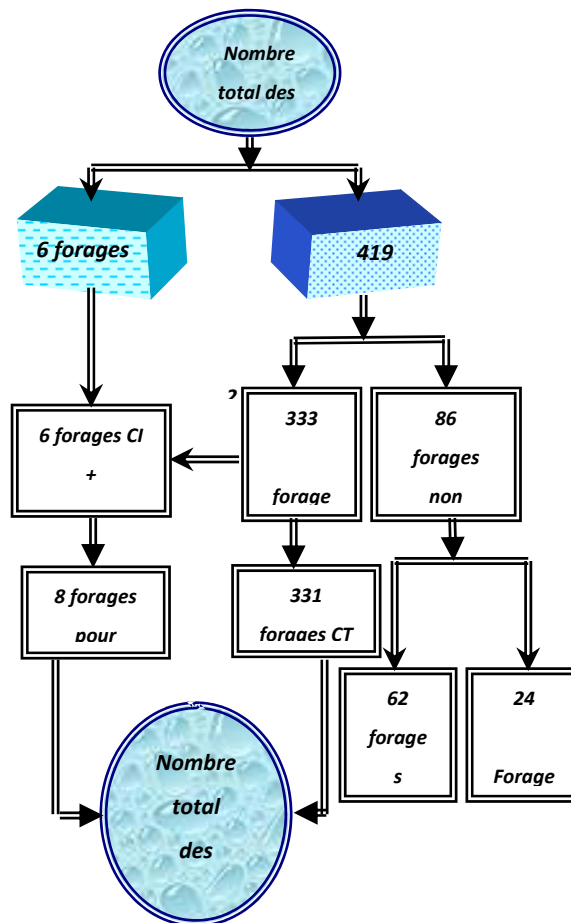 Nombre
total des
6 forages
419
2
6 forages CI
+
333
forage
86
forages
non
8 forages
pour
331
forages CT
62
forage
s
24
Forage
Nombre
total
des